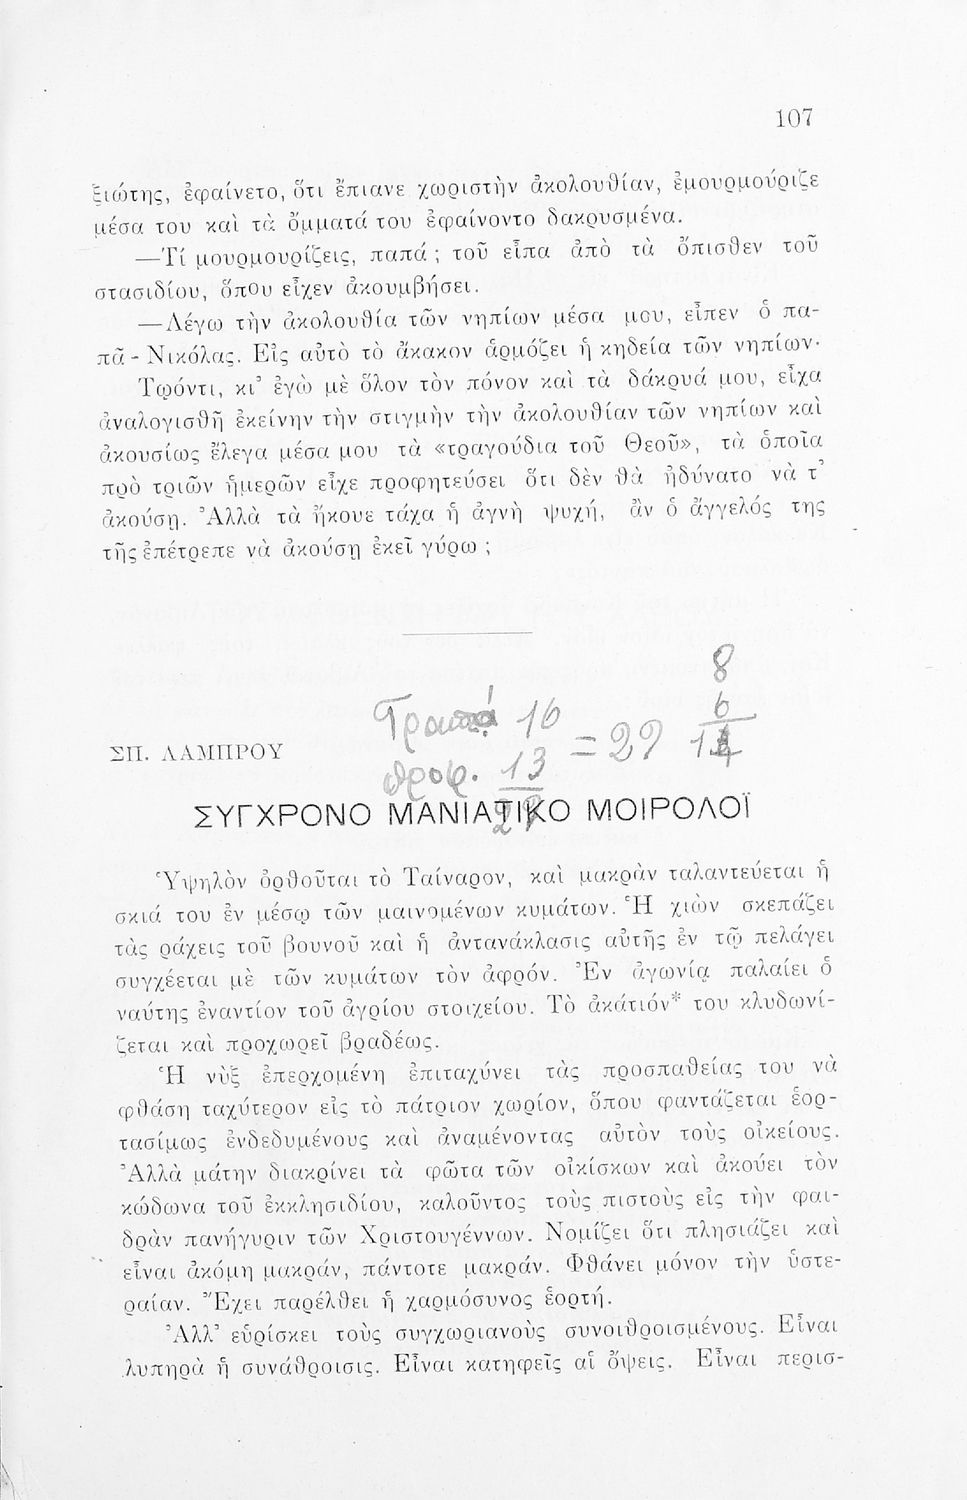 107
ξιώτης, ἐφαίνετο, ὅτι ἔπιανε χωριστὴν ἀκολουθίαν, ἐμουρμούριζε
μέσα του καὶ τὰ ὄμματά του ἐφαίνοντο δακρυσμένα.
—Τί μουρμουρίζεις, παπά ; τοῦ εἶπα ἀπὸ τὰ ὄπισθεν τοῦ
στασιδίου, ὅπου εἶχεν ἀκουμβήσει.
—Λέγω τὴν ἀκολουθία τῶν νηπίων μέσα μου, εἶπεν ὁ πα-
πᾶ - Νικόλας. Εἰς αὐτὸ τὸ ἄκακον ἁρμόζει ἡ κηδεία τῶν νηπίων·
Τῳόντι, κι’ ἐγὼ μὲ ὅλον τὸν πόνον καὶ τὰ δάκρυά μου, εἶχα
ἀναλογισθῆ ἐκείνην τὴν στιγμὴν τὴν ἀκολουθίαν τῶν νηπίων καὶ
ἀκουσίως ἔλεγα μέσα μου τὰ «τραγούδια τοῦ Θεοῦ», τὰ ὁποῖα
πρὸ τριῶν ἡμερῶν εἶχε προφητεύσει ὅτι δὲν θὰ ἠδύνατο νὰ τ’
ἀκούσῃ. Ἀλλὰ τὰ ἤκουε τάχα ἡ ἁγνὴ ψυχή, ἂν ὁ ἄγγελός της
τῆς ἐπέτρεπε νὰ ἀκούσῃ ἐκεῖ γύρω ;
8
16
6
= 29
ΣΠ. ΛΑΜΠΡΟΥ
13
ΣΥΓΧΡΟΝΟ ΜΑΝΙΑΤΙΚΟ ΜΟΙΡΟΛΟΪ
Ὑψηλὸν ὀρθοῦται τὸ Ταίναρον, καὶ μακρὰν ταλαντεύεται ἡ
σκιά του ἐν μέσῳ τῶν μαινομένων κυμάτων. Ἡ χιὼν σκεπάζει
τὰς ράχεις τοῦ βουνοῦ καὶ ἡ ἀντανάκλασις αὐτῆς ἐν τῷ πελάγει
συγχέεται μὲ τῶν κυμάτων τὸν ἀφρόν. Ἐν ἀγωνίᾳ παλαίει ὁ
ναύτης ἐναντίον τοῦ ἀγρίου στοιχείου. Τὸ ἀκάτιόν* του κλυδωνί-
ζεται καὶ προχωρεῖ βραδέως.
Ἡ νὺξ ἐπερχομένη ἐπιταχύνει τὰς προσπαθείας του νὰ
φθάσῃ ταχύτερον εἰς τὸ πάτριον χωρίον, ὅπου φαντάζεται ἑορ-
τασίμως ἐνδεδυμένους καὶ ἀναμένοντας αὐτὸν τοὺς οἰκείους.
Ἀλλὰ μάτην διακρίνει τὰ φῶτα τῶν οἰκίσκων καὶ ἀκούει τὸν
κώδωνα τοῦ ἐκκλησιδίου, καλοῦντος τοὺς πιστοὺς εἰς τὴν φαι-
δρὰν πανήγυριν τῶν Χριστουγέννων. Νομίζει ὅτι πλησιάζει καὶ
εἶναι ἀκόμη μακράν, πάντοτε μακράν. Φθάνει μόνον τὴν ὑστε-
ραίαν. Ἔχει παρέλθει ἡ χαρμόσυνος ἑορτή.
Ἀλλ’ εὑρίσκει τοὺς συγχωριανοὺς συνοιθροισμένους. Εἶναι
λυπηρὰ ἡ συνάθροισις. Εἶναι κατηφεῖς αἱ ὄψεις. Εἶναι περισ-